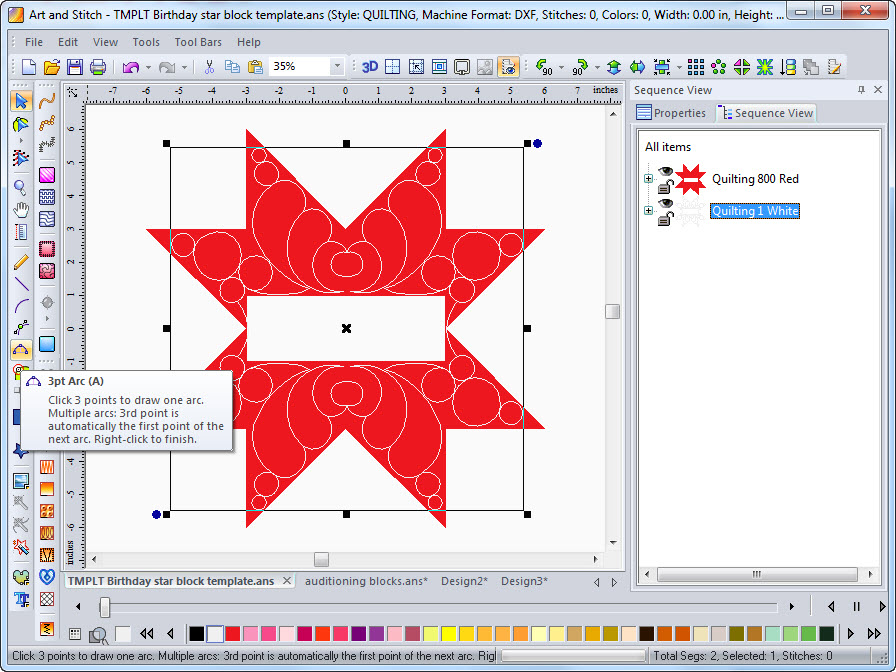 Art and Stitch - TMPLT Birthday star block template.ans (Style: QUILTING, Machine Format: DXF, Stitches: 0, Colors: 0, Width: 0.00 in, Height: ...
File Edit View Tools Tool Bars Help
35% 3D 90 90
-7 -6 -5 -4 -3 -2 -1 0 1 2 3 4 5 6 7 inches
6
5
4
3
2
1
0
-1
-4
-5
-6
inches
Sequence View
Properties Sequence View
All items
Quilting 800 Red
Quilting 1 White
3pt Arc (A)
Click 3 points to draw one arc.
Multiple arcs: 3rd point is
automatically the first point of the
next arc. Right-click to finish.
TMPLT Birthday star block template.ans auditioning blocks.ans* Design2* Design3*
Click 3 points to draw one arc. Multiple arcs: 3rd point is automatically the first point of the next arc. Rig Total Segs: 2, Selected: 1, Stitches: 0